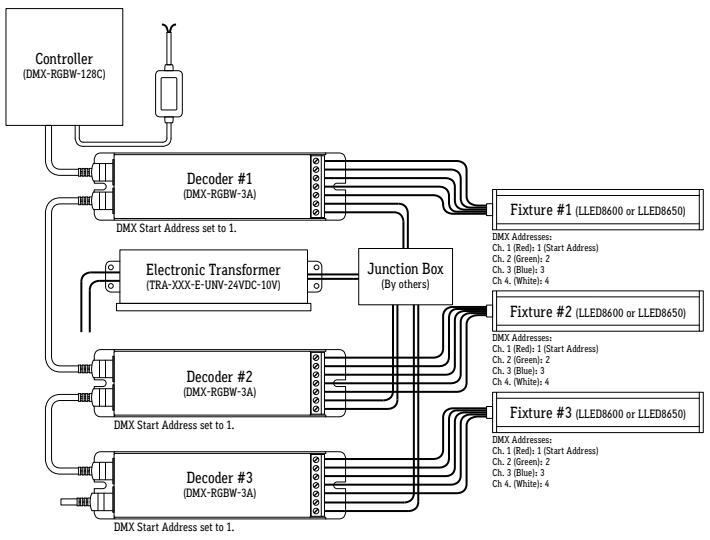 Controller
(DMX-RGBW-128C)
Decoder #1
(DMX-RGBW-3A)
DMX Start Address set to 1.
Fixture #1 (LLED8600 or LLED8650)
DMX Addresses:
Ch. 1 (Red): 1 (Start Address)
Ch. 2 (Green): 2
Ch. 3 (Blue): 3
Ch 4. (White): 4
Electronic Transformer
(TRA-XXX-E-UNV-24VDC-10V)
Junction Box
(By others)
Fixture #2 (LLED8600 or LLED8650)
DMX Addresses:
Ch. 1 (Red): 1 (Start Address)
Ch. 2 (Green): 2
Ch. 3 (Blue): 3
Ch 4. (White): 4
Decoder #2
(DMX-RGBW-3A)
DMX Start Address set to 1.
Fixture #3 (LLED8600 or LLED8650)
DMX Addresses:
Ch. 1 (Red): 1 (Start Address)
Ch. 2 (Green): 2
Ch. 3 (Blue): 3
Ch 4. (White): 4
Decoder #3
(DMX-RGBW-3A)
DMX Start Address set to 1.